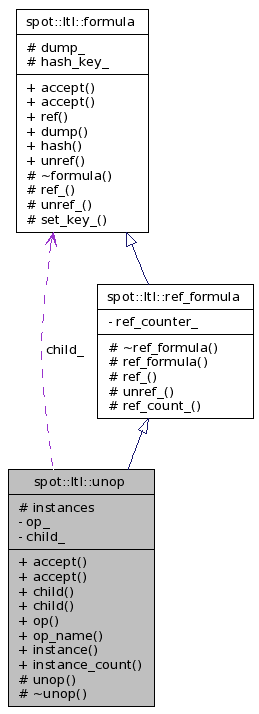 spot::ltl::formula
# dump_
# hash_key_
+ accept()
+ accept()
+ ref()
+ dump()
+ hash()
+ unref()
# ~formula()
# ref_()
# unref_()
# set_key_()
spot::ltl::ref_formula
- ref_counter_
# ~ref_formula()
# ref_formula()
# ref_()
# unref_()
# ref_count_()
child_
spot::ltl::unop
# instances
- op_
- child_
+ accept()
+ accept()
+ child()
+ child()
+ op()
+ op_name()
+ instance()
+ instance_count()
# unop()
# ~unop()